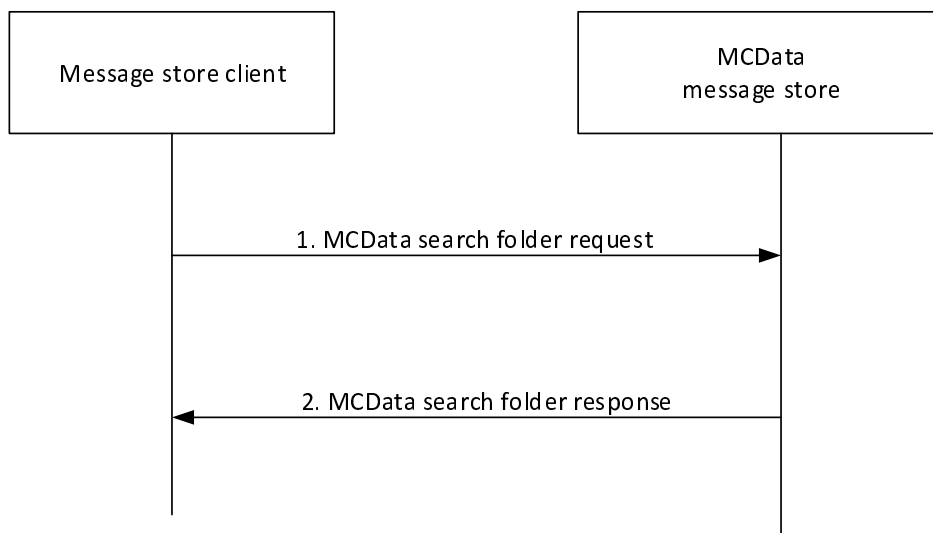 Message store client
MCData
message store
1. MCData search folder request
2. MCData search folder response